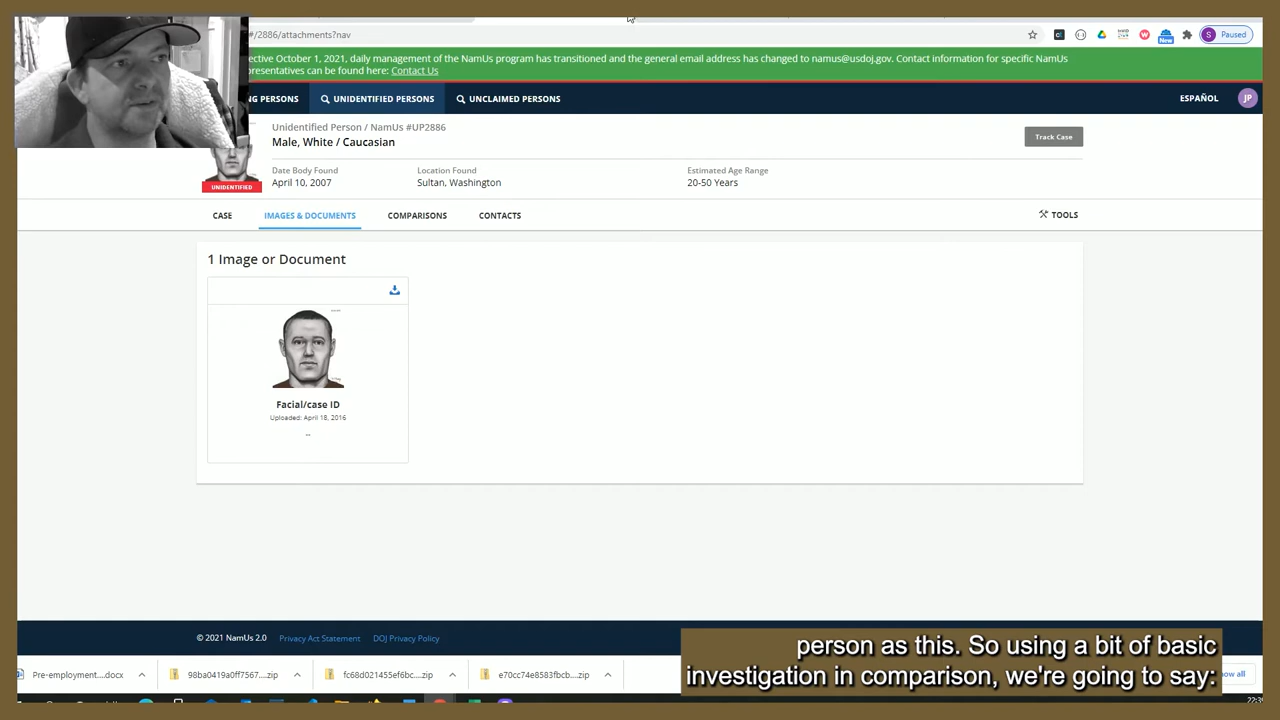 #/2886/attachments?nav
New
S
Paused
ective October 1, 2021, daily management of the NamUs program has transitioned and the general email address has changed to namus@usdoj.gov. Contact information for specific NamUs
presentatives can be found here: Contact Us
NG PERSONS
UNIDENTIFIED PERSONS
UNCLAIMED PERSONS
ESPAÑOL
JP
Unidentified Person / NamUs #UP2886
Male, White / Caucasian
Track Case
UNIDENTIFIED
Date Body Found
April 10, 2007
Location Found
Sultan, Washington
Estimated Age Range
20-50 Years
CASE
IMAGES & DOCUMENTS
COMPARISONS
CONTACTS
TOOLS
1 Image or Document
Facial/case ID
Uploaded: April 18, 2016
--
© 2021 NamUs 2.0
Privacy Act Statement
DOJ Privacy Policy
person as this. So using a bit of basic
investigation in comparison, we're going to say:
Pre-employment....docx
98ba0419a0ff7567....zip
fc68d021455ef6bc....zip
e70cc74e8583fbcb....zip
ow all